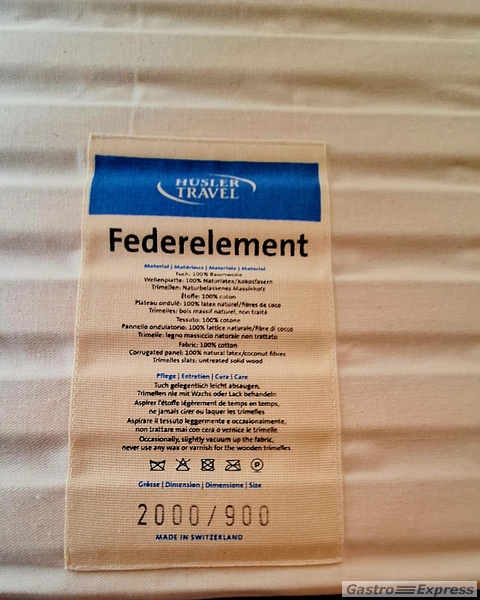 HÜSLER
TRAVEL
Federelement
Material | Matériaux | Materiale | Material
Tuch: 100% Baumwolle
Wellenplatte: 100% Naturlatex/Kokosfasern
Trimellen: Naturbelassenes Massivholz
Étoffe: 100% coton
Plateau ondulé: 100% latex naturel/fibres de coco
Trimelles: bois massif naturel, non traité
Tessuto: 100% cotone
Pannello ondulatorio: 100% lattice naturale/fibre di cocco
Trimelle: legno massiccio naturale non trattato
Fabric: 100% cotton
Corrugated panel: 100% natural latex/coconut fibres
Trimelles slats: untreated solid wood
Pflege | Entretien | Cura | Care
Tuch gelegentlich leicht absaugen,
Trimellen nie mit Wachs oder Lack behandeln
Aspirer l'étoffe légèrement de temps en temps,
ne jamais cirer ou laquer les trimelles
Aspirare il tessuto leggermente e occasionalmente,
non trattare mai con cera o vernice le trimelle
Occasionally, slightly vacuum up the fabric,
never use any wax or varnish for the wooden trimelles
P
Grösse | Dimension | Dimensione | Size
2000/900
MADE IN SWITZERLAND
Gastro Express